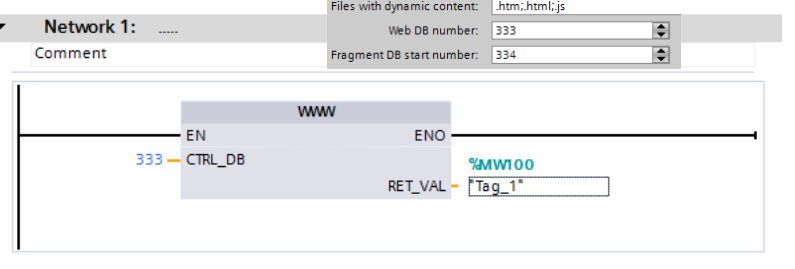 Files with dynamic content: .htm;.html;.js
Network 1: .....
Web DB number: 333
Comment
Fragment DB start number: 334
WWW
EN ENO
333 CTRL_DB
%MW100
RET_VAL "Tag_1"